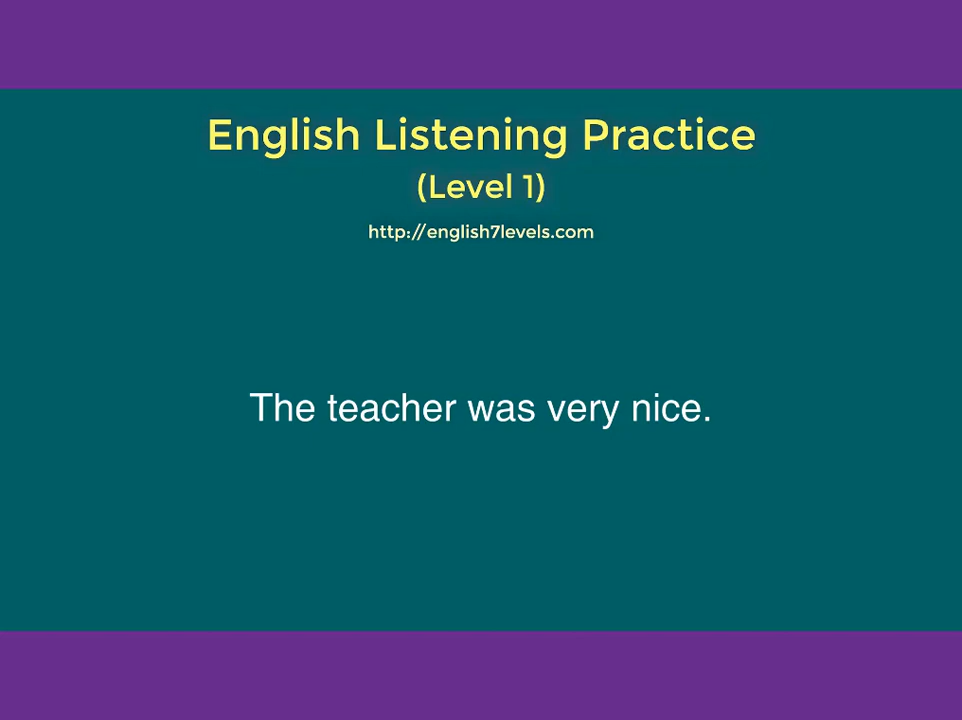 English Listening Practice
(Level 1)
http://english7levels.com
The teacher was very nice.